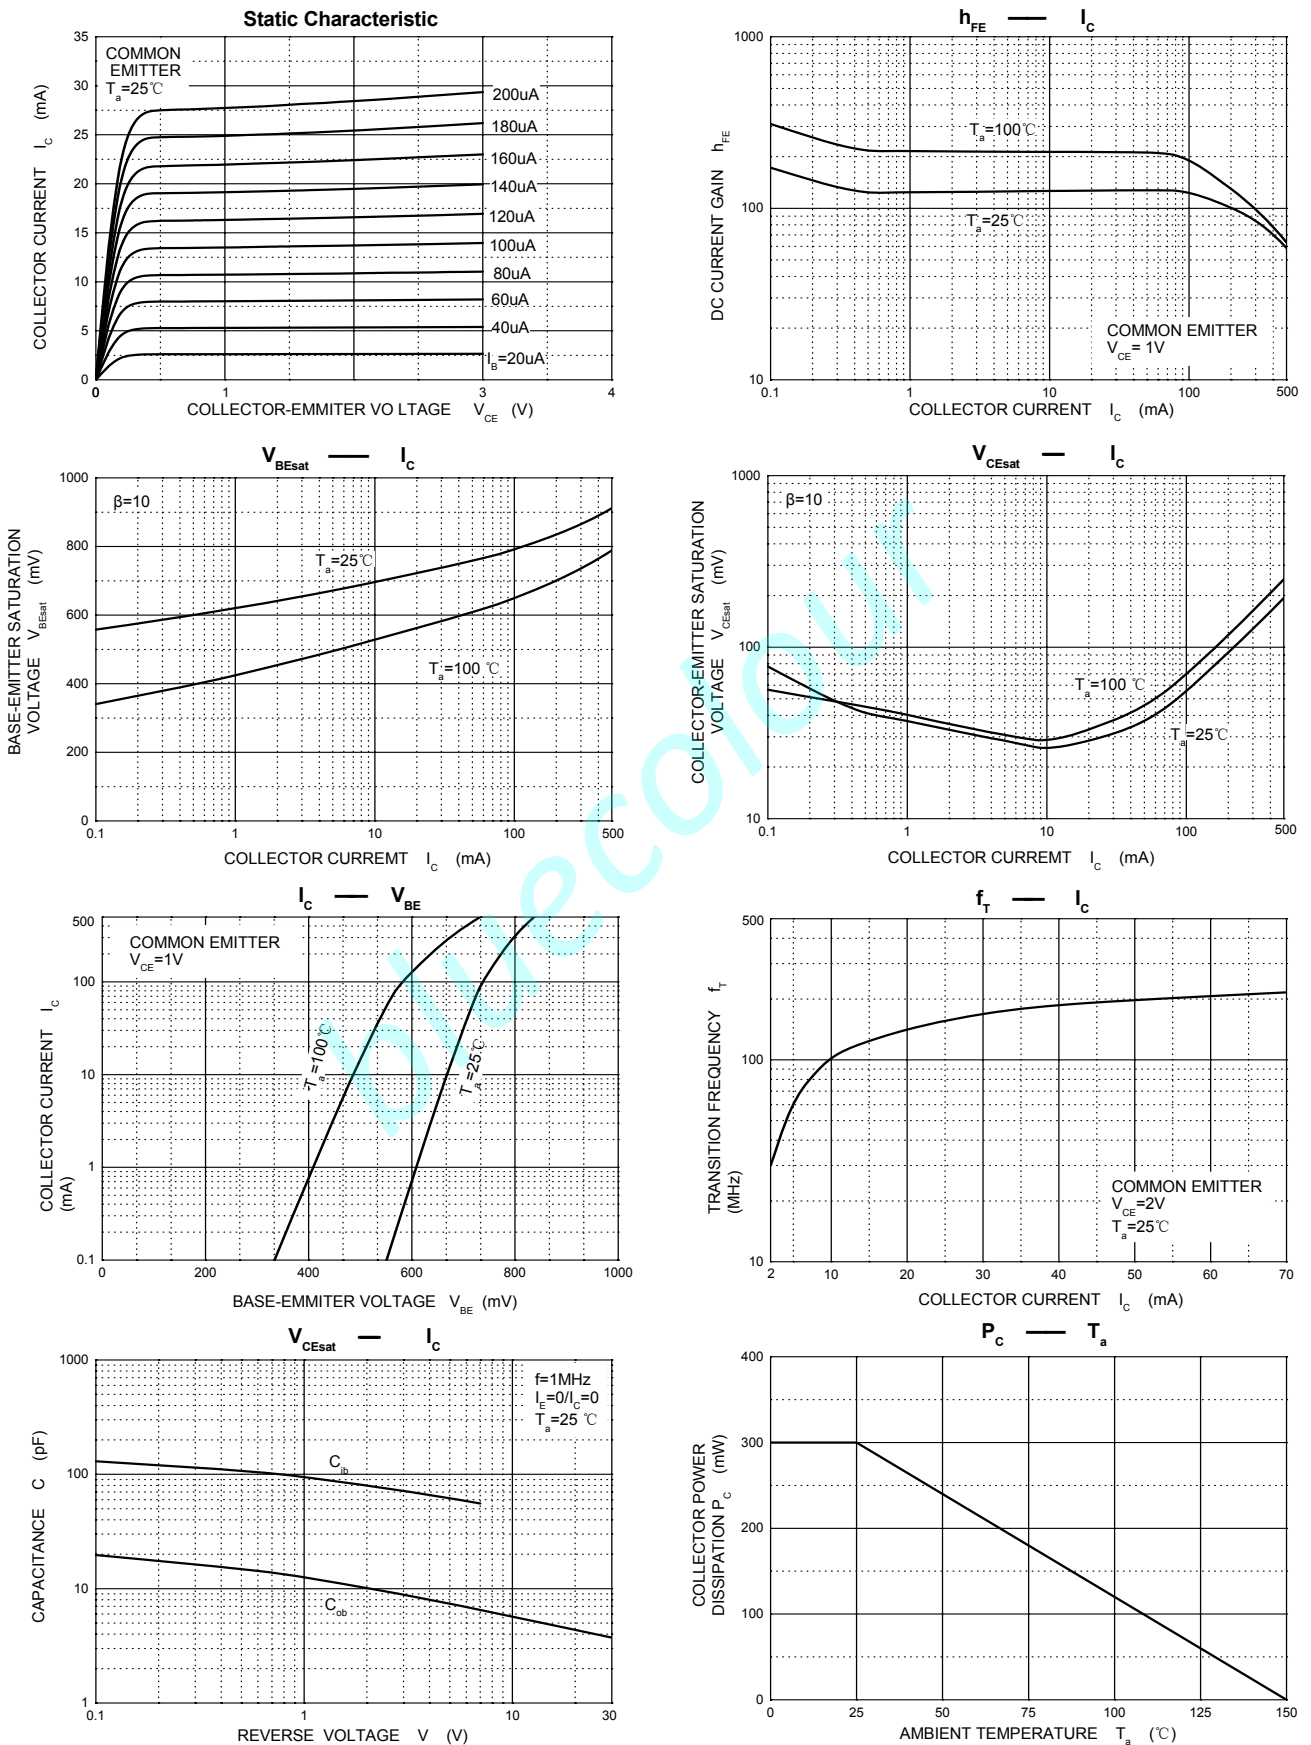 Static Characteristic
COMMON
EMITTER
Ta=25℃
35
30
25
20
15
10
5
0
COLLECTOR CURRENT IC (mA)
200uA
180uA
160uA
140uA
120uA
100uA
80uA
60uA
40uA
IB=20uA
0 1 3 4
COLLECTOR-EMMITER VO LTAGE VCE (V)
hFE —— IC
1000
100
10
DC CURRENT GAIN hFE
Ta=100℃
Ta=25℃
COMMON EMITTER
VCE= 1V
0.1 1 10 100 500
COLLECTOR CURRENT IC (mA)
VBEsat —— IC
β=10
1000
800
600
400
200
0
BASE-EMITTER SATURATION
VOLTAGE VBEsat (mV)
Ta=25℃
Ta=100 ℃
0.1 1 10 100 500
COLLECTOR CURREMT IC (mA)
VCEsat — IC
β=10
1000
100
10
COLLECTOR-EMITTER SATURATION
VOLTAGE VCEsat (mV)
Ta=100 ℃
Ta=25℃
0.1 1 10 100 500
COLLECTOR CURREMT IC (mA)
IC —— VBE
COMMON EMITTER
VCE=1V
500
100
10
1
0.1
COLLECTOR CURRENT IC
(mA)
Ta=100℃
Ta=25℃
0 200 400 600 800 1000
BASE-EMMITER VOLTAGE VBE (mV)
fT —— IC
500
100
10
TRANSITION FREQUENCY fT
(MHz)
COMMON EMITTER
VCE=2V
Ta=25℃
2 10 20 30 40 50 60 70
COLLECTOR CURRENT IC (mA)
VCEsat — IC
f=1MHz
IE=0/IC=0
Ta=25 ℃
1000
100
10
1
CAPACITANCE C (pF)
Cib
Cob
0.1 1 10 30
REVERSE VOLTAGE V (V)
PC —— Ta
400
300
200
100
0
COLLECTOR POWER
DISSIPATION PC (mW)
0 25 50 75 100 125 150
AMBIENT TEMPERATURE Ta (℃)
bluecolour